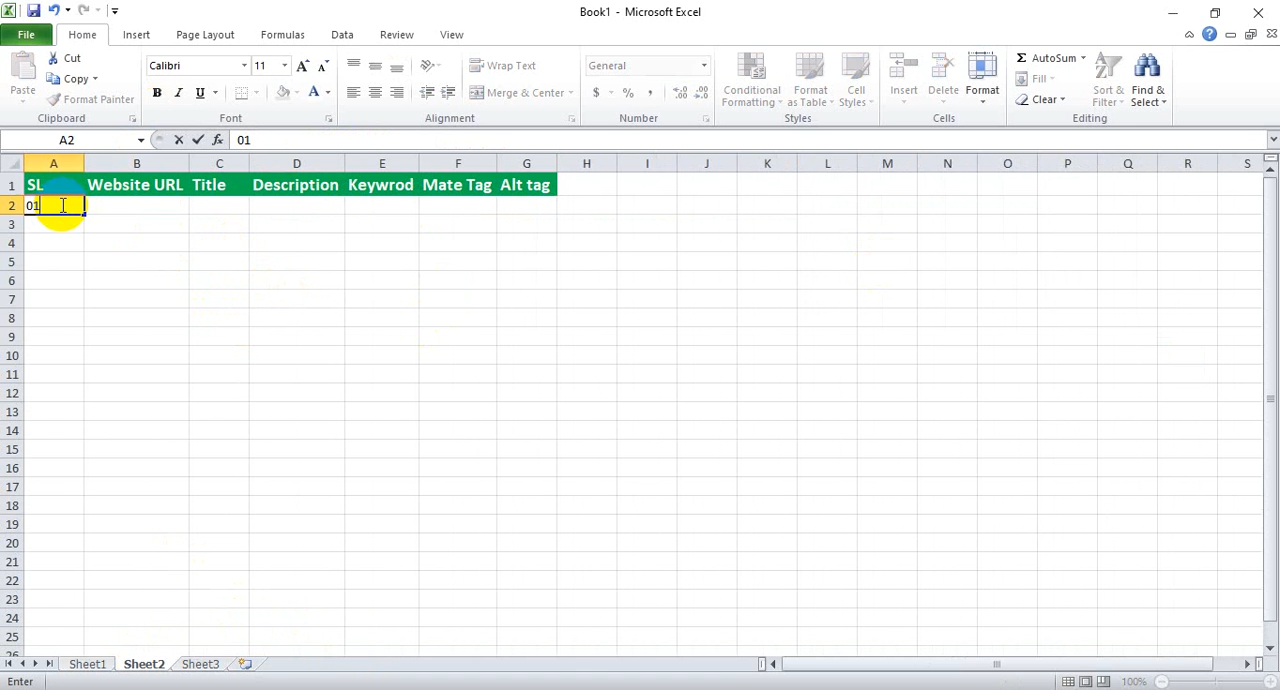 Book1 - Microsoft Excel
File Home Insert Page Layout Formulas Data Review View
Paste
Cut
Copy
Format Painter
Clipboard
Calibri 11 A A
B I U A
Font
Wrap Text
Merge & Center
Alignment
General
$ % ,
Number
Conditional Formatting
Format as Table
Cell Styles
Styles
Insert Delete Format
Cells
Σ AutoSum
Fill
Clear
Sort & Filter
Find & Select
Editing
A2 fx 01
A B C D E F G H I J K L M N O P Q R S
1 SL Website URL Title Description Keywrod Mate Tag Alt tag
2 01
3
4
5
6
7
8
9
10
11
12
13
14
15
16
17
18
19
20
21
22
23
24
25
Sheet1 Sheet2 Sheet3
Enter 100%